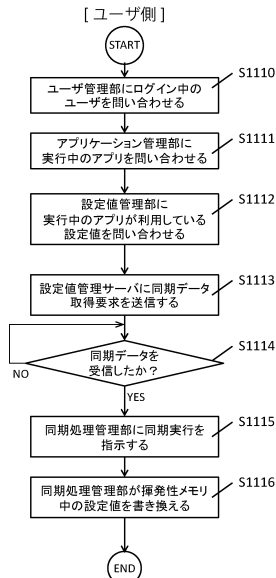 [ ユーザ側 ]
START
S1110
ユーザ管理部にログイン中の
ユーザを問い合わせる
S1111
アプリケーション管理部に
実行中のアプリを問い合わせる
S1112
設定値管理部に
実行中のアプリが利用している
設定値を問い合わせる
S1113
設定値管理サーバに同期データ
取得要求を送信する
S1114
同期データを
受信したか？
NO
YES
S1115
同期処理管理部に同期実行を
指示する
S1116
同期処理管理部が揮発性メモリ
中の設定値を書き換える
END